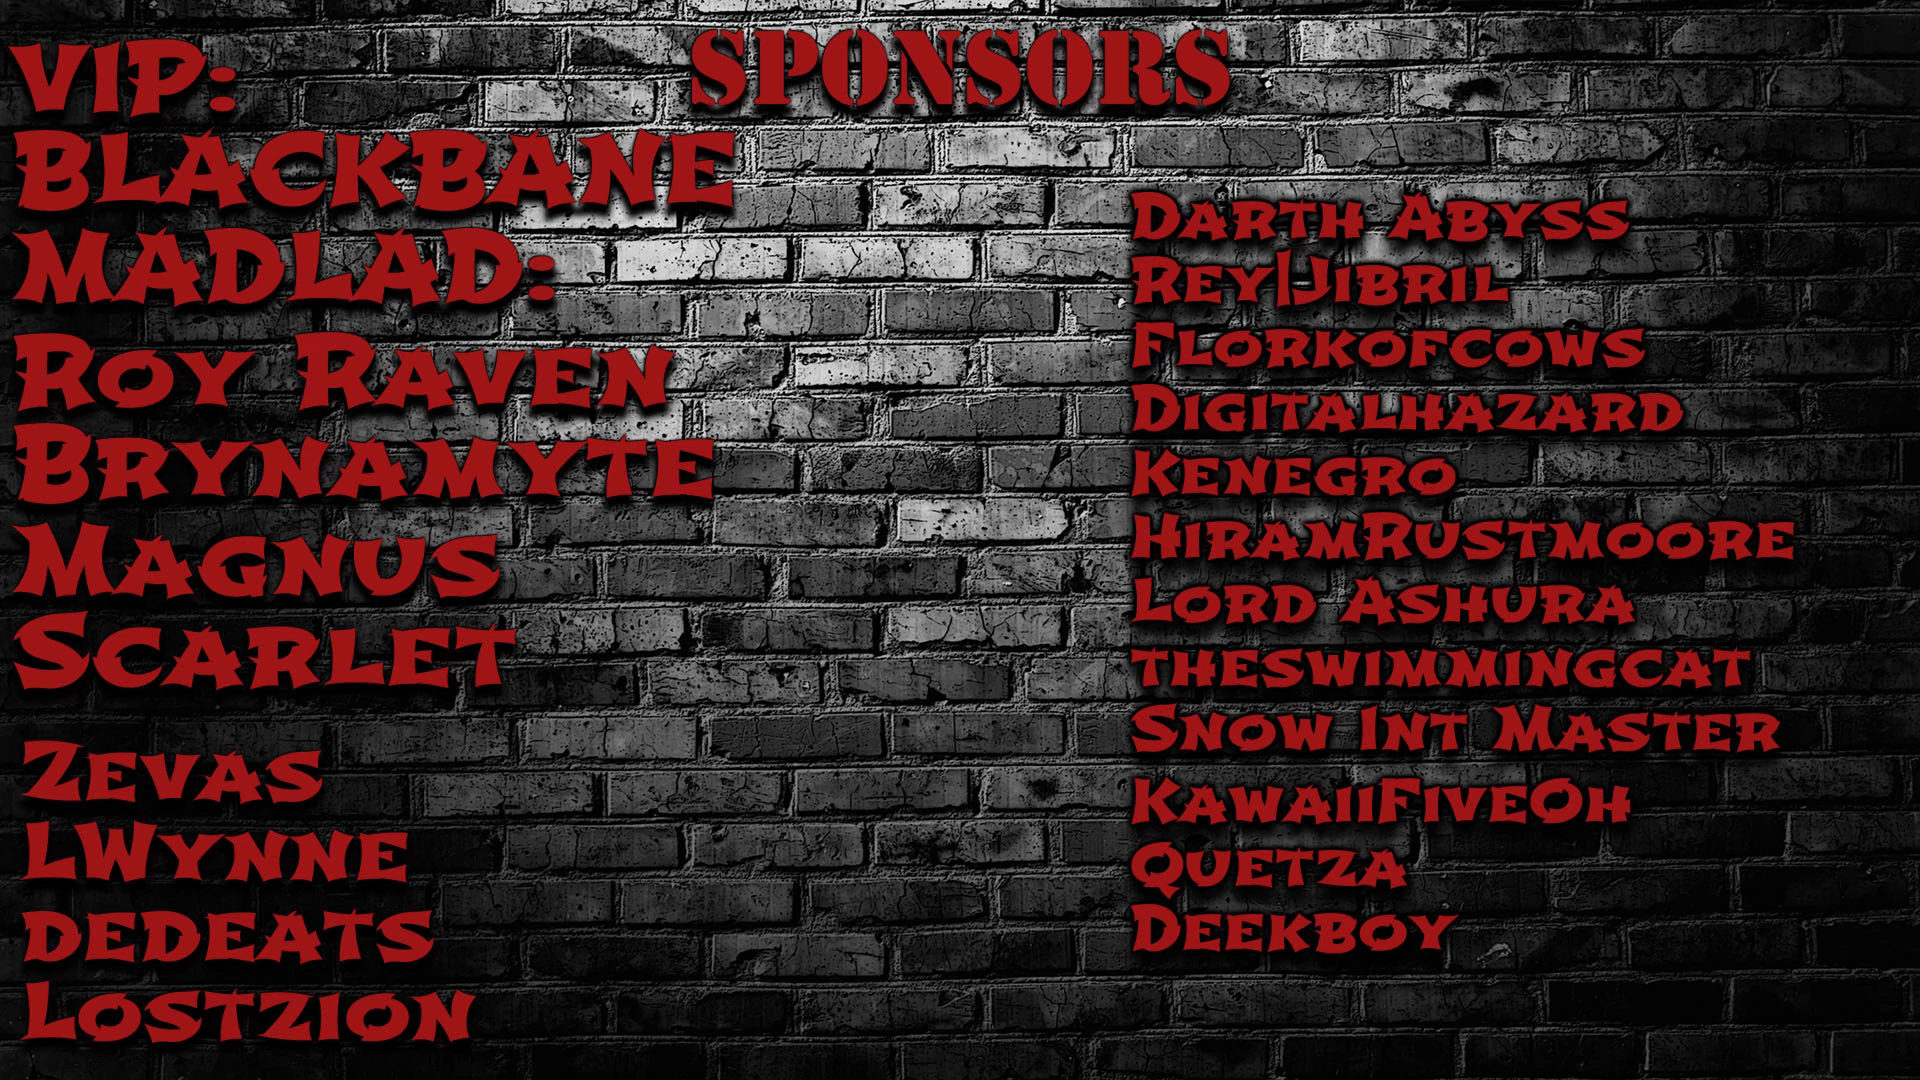 SPONSORS
VIP:
BLACKBANE
MADLAD:
Roy Raven
Brynamyte
Magnus
Scarlet
Zevas
LWynne
dedeats
Lostzion
Darth Abyss
Rey|Jibril
Florkofcows
Digitalhazard
Kenegro
HiramRustmoore
Lord Ashura
theswimmingcat
Snow Int Master
KawaiiFiveOh
Quetza
Deekboy